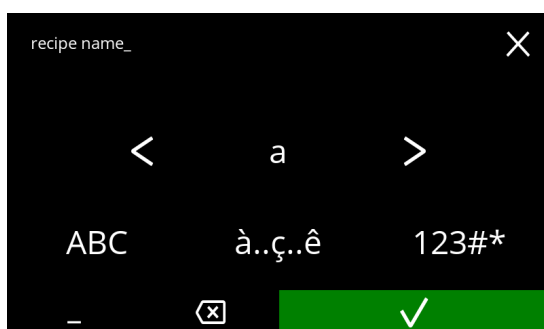 recipe name_
< a >
ABC à..ç..ê 123#*
_